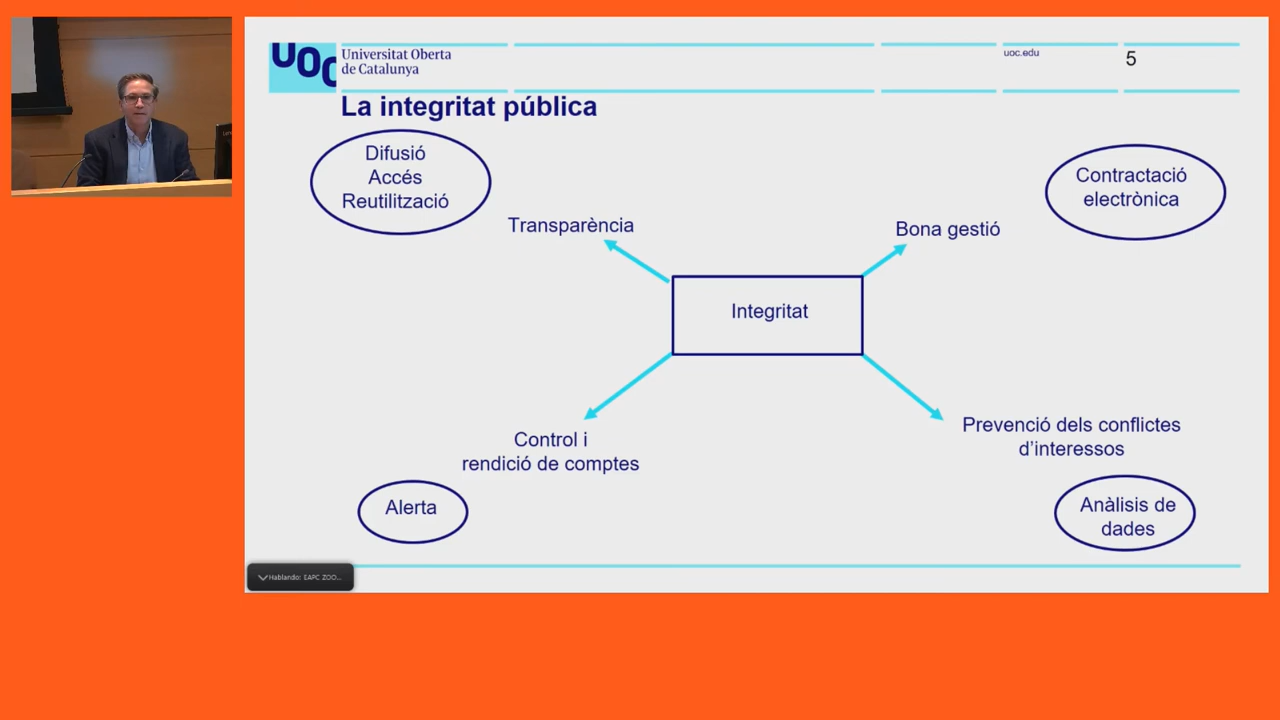 UOC
Universitat Oberta
de Catalunya
uoc.edu
5
La integritat pública
Difusió
Accés
Reutilització
Transparència
Bona gestió
Contractació
electrònica
Integritat
Control i
rendició de comptes
Prevenció dels conflictes
d'interessos
Alerta
Anàlisis de
dades
Hablando: EAPC ZOO...